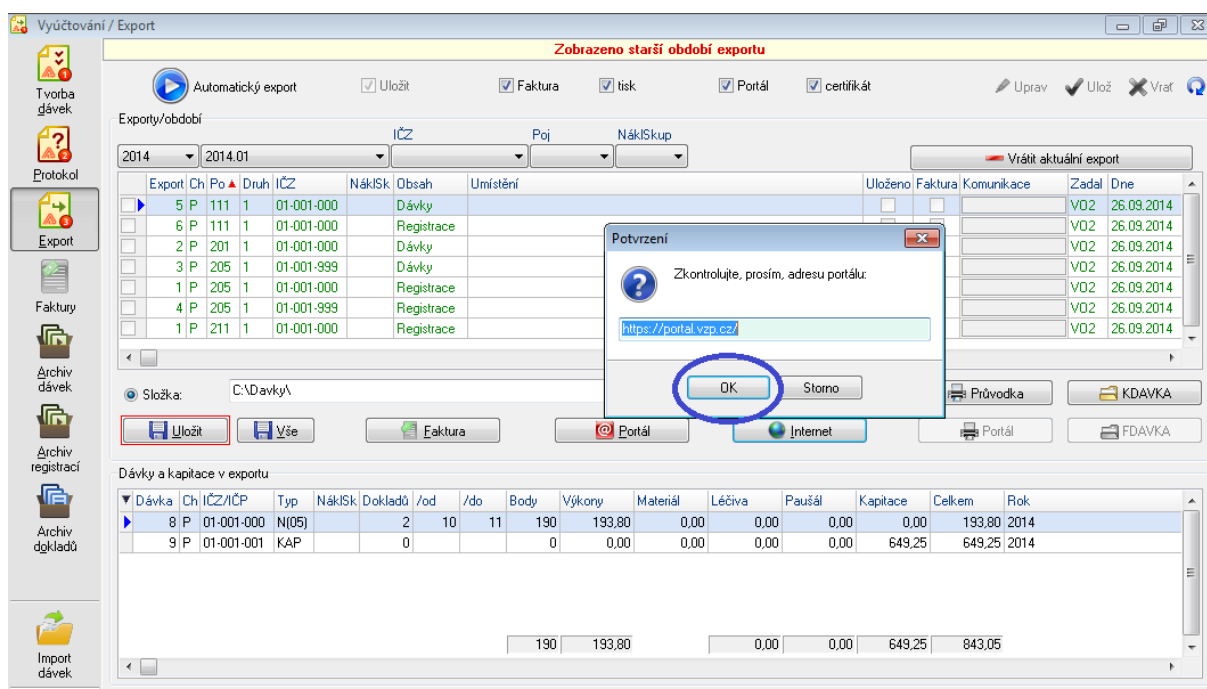 Vyúčtování / Export
Zobrazeno starší období exportu
Tvorba dávek
Protokol
Export
Faktury
Archiv dávek
Archiv registrací
Archiv dokladů
Import dávek
Automatický export Uložit Faktura tisk Portál certifikát Uprav Ulož Vrať
Exporty/období
IČZ Poj NáklSkup
2014 2014.01 Vrátit aktuální export
Export Ch Po Druh IČZ NáklSk Obsah Umístění Uloženo Faktura Komunikace Zadal Dne
5 P 111 1 01-001-000 Dávky V02 26.09.2014
6 P 111 1 01-001-000 Registrace V02 26.09.2014
2 P 201 1 01-001-000 Dávky V02 26.09.2014
3 P 205 1 01-001-999 Dávky V02 26.09.2014
1 P 205 1 01-001-000 Registrace V02 26.09.2014
4 P 205 1 01-001-999 Registrace V02 26.09.2014
1 P 211 1 01-001-000 Registrace V02 26.09.2014
Potvrzení
Zkontrolujte, prosím, adresu portálu:
https://portal.vzp.cz/
OK Storno
Složka: C:\Davky\ Průvodka KDAVKA
Uložit Vše Faktura Portál Internet Portál FDAVKA
Dávky a kapitace v exportu
Dávka Ch IČZ/IČP Typ NáklSk Dokladů /od /do Body Výkony Materiál Léčiva Paušál Kapitace Celkem Rok
8 P 01-001-000 N(05) 2 10 11 190 193,80 0,00 0,00 0,00 0,00 193,80 2014
9 P 01-001-001 KAP 0 0 0,00 0,00 0,00 0,00 649,25 649,25 2014
190 193,80 0,00 0,00 649,25 843,05